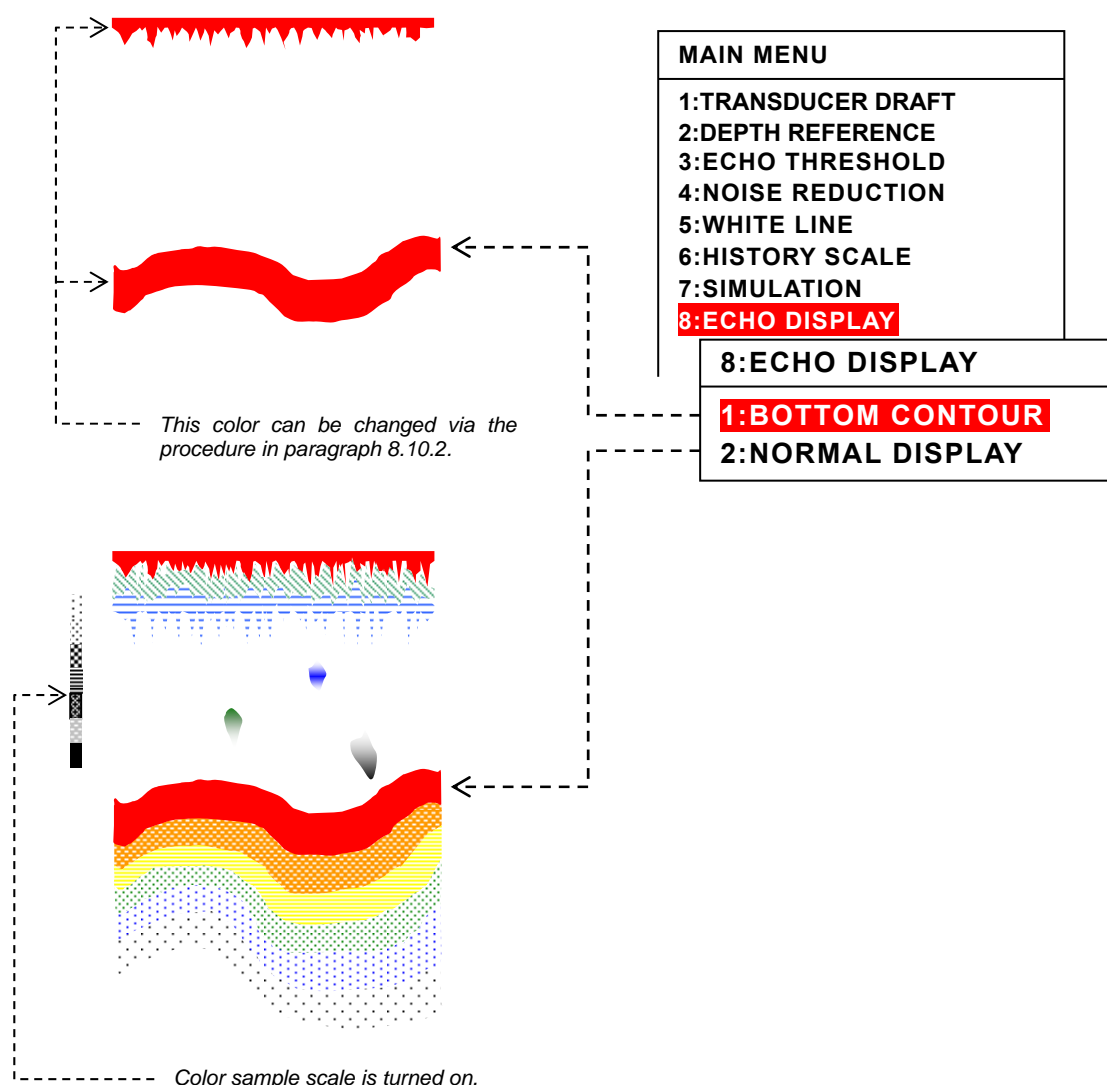 MAIN MENU
1:TRANSDUCER DRAFT
2:DEPTH REFERENCE
3:ECHO THRESHOLD
4:NOISE REDUCTION
5:WHITE LINE
6:HISTORY SCALE
7:SIMULATION
8:ECHO DISPLAY
8:ECHO DISPLAY
1:BOTTOM CONTOUR
2:NORMAL DISPLAY
This color can be changed via the
procedure in paragraph 8.10.2.
Color sample scale is turned on.